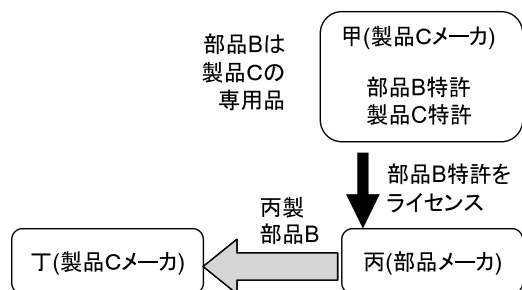 部品Bは
製品Cの
専用品
甲(製品Cメーカ)
部品B特許
製品C特許
部品B特許を
ライセンス
丙製
部品B
丁(製品Cメーカ)
丙(部品メーカ)